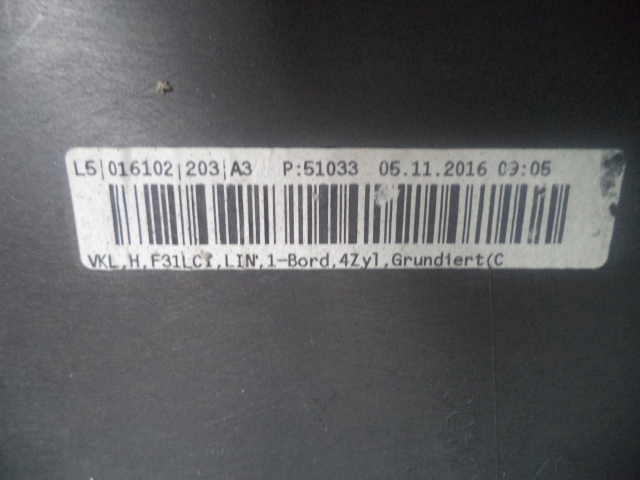 L5|016102|203|A3 P:51033 05.11.2016 09:05
VKL,H,F31LCI,LIN,1-Bord,4Zyl,Grundiert(C